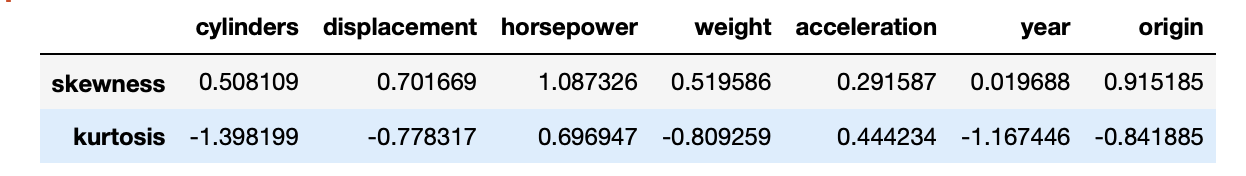 cylinders displacement horsepower weight acceleration year origin
skewness 0.508109 0.701669 1.087326 0.519586 0.291587 0.019688 0.915185
kurtosis -1.398199 -0.778317 0.696947 -0.809259 0.444234 -1.167446 -0.841885